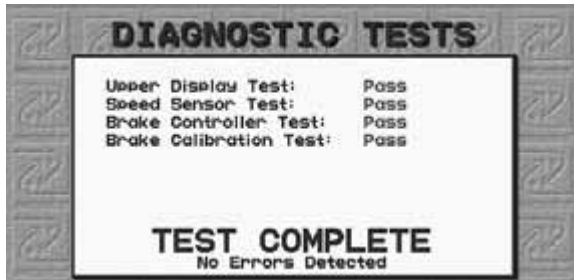 DIAGNOSTIC TESTS
Upper Display Test: Pass
Speed Sensor Test: Pass
Brake Controller Test: Pass
Brake Calibration Test: Pass
TEST COMPLETE
No Errors Detected